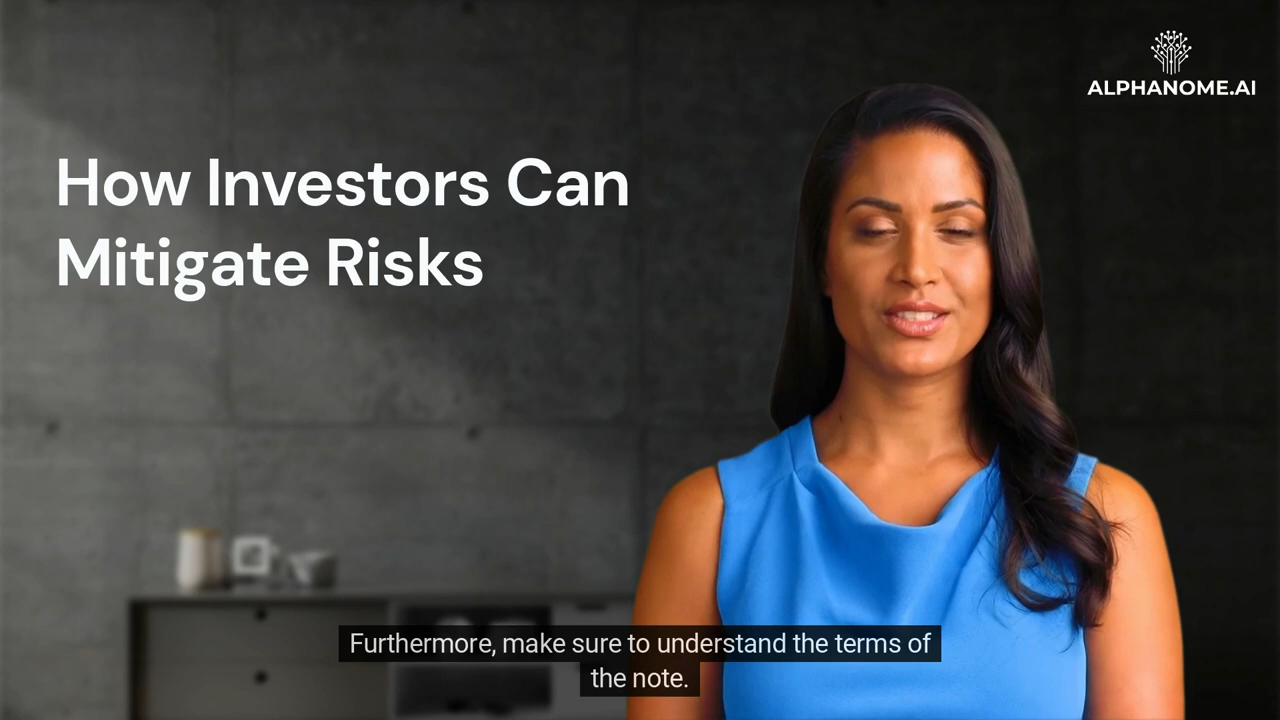 ALPHANOME.AI
How Investors Can
Mitigate Risks
Furthermore, make sure to understand the terms of
the note.